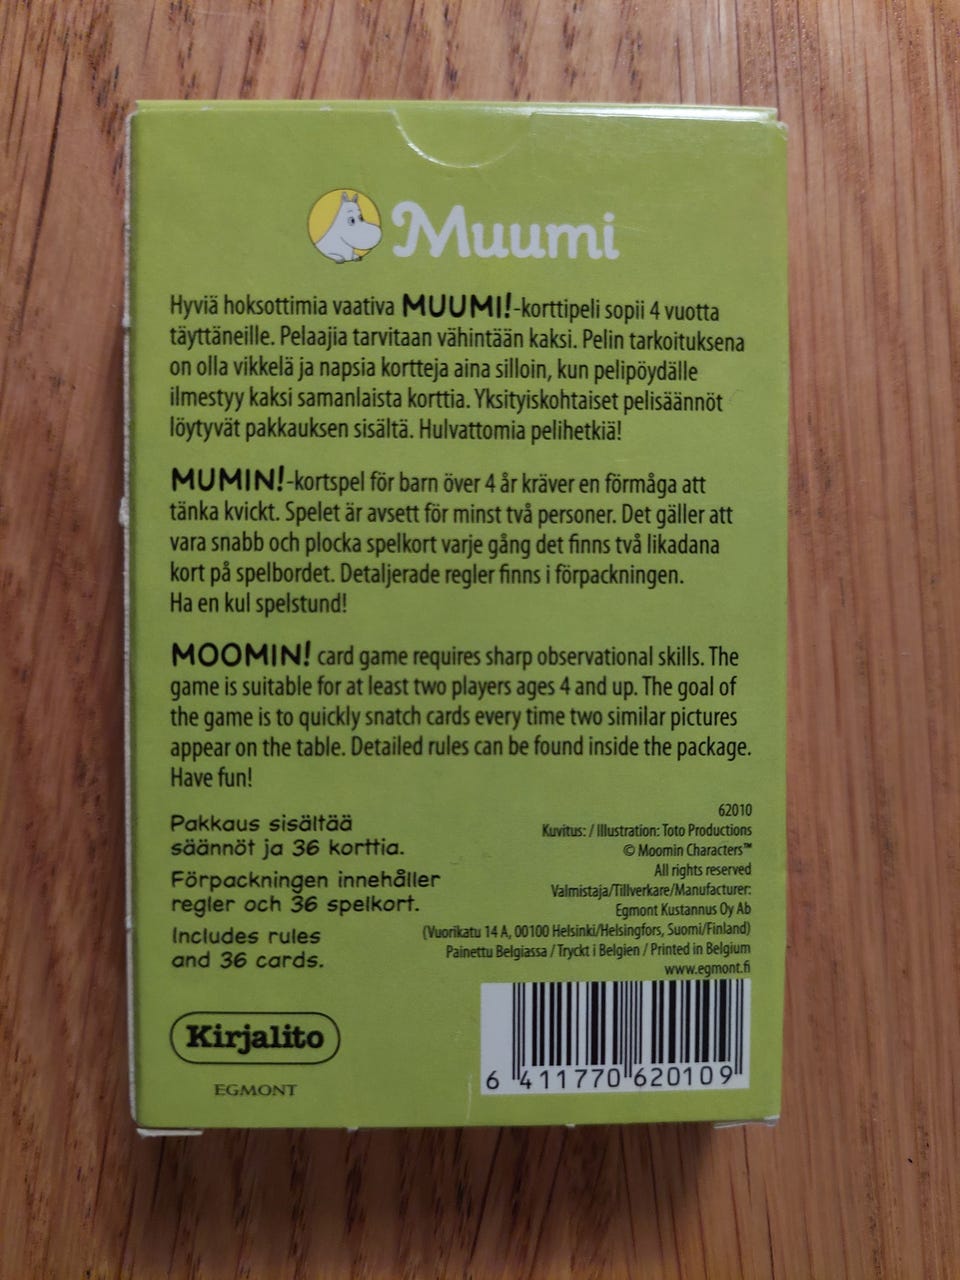 Muumi
Hyviä hoksottimia vaativa MUUMI!-korttipeli sopii 4 vuotta
täyttäneille. Pelaajia tarvitaan vähintään kaksi. Pelin tarkoituksena
on olla vikkelä ja napsia kortteja aina silloin, kun pelipöydälle
ilmestyy kaksi samanlaista korttia. Yksityiskohtaiset pelisäännöt
löytyvät pakkauksen sisältä. Hulvattomia pelihetkiä!
MUMIN!-kortspel för barn över 4 år kräver en förmåga att
tänka kvickt. Spelet är avsett för minst två personer. Det gäller att
vara snabb och plocka spelkort varje gång det finns två likadana
kort på spelbordet. Detaljerade regler finns i förpackningen.
Ha en kul spelstund!
MOOMIN! card game requires sharp observational skills. The
game is suitable for at least two players ages 4 and up. The goal of
the game is to quickly snatch cards every time two similar pictures
appear on the table. Detailed rules can be found inside the package.
Have fun!
Pakkaus sisältää
säännöt ja 36 korttia.
Förpackningen innehåller
regler och 36 spelkort.
Includes rules
and 36 cards.
62010
Kuvitus: / Illustration: Toto Productions
© Moomin Characters™
All rights reserved
Valmistaja/Tillverkare/Manufacturer:
Egmont Kustannus Oy Ab
(Vuorikatu 14 A, 00100 Helsinki/Helsingfors, Suomi/Finland)
Painettu Belgiassa / Tryckt i Belgien / Printed in Belgium
www.egmont.fi
Kirjalito
EGMONT
6 411770 620109